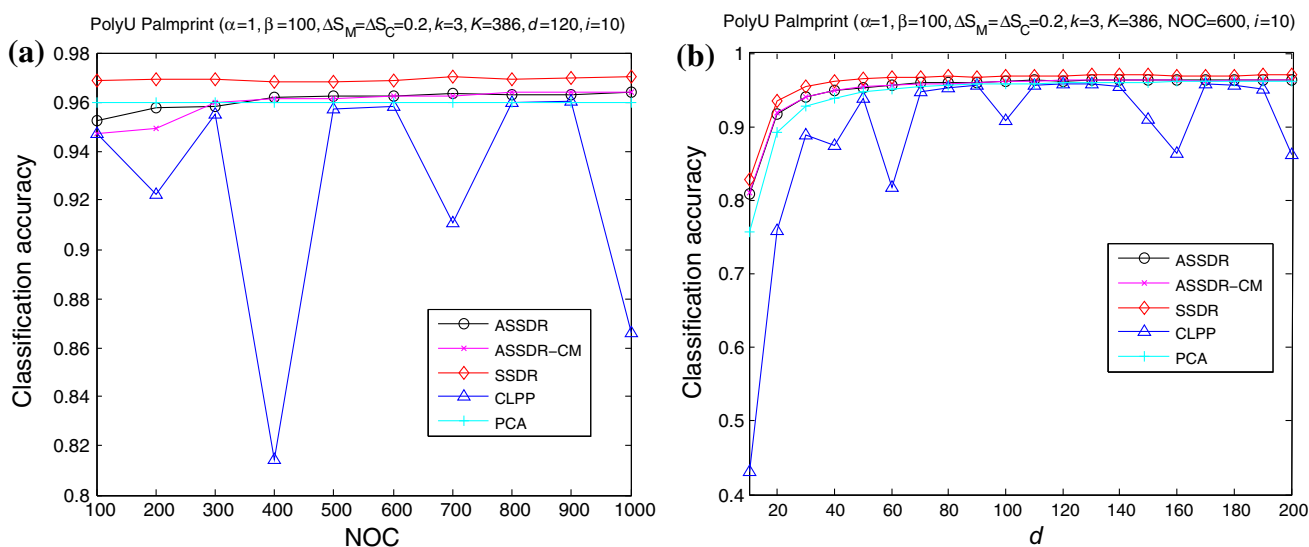 PolyU Palmprint (α=1, β=100, ΔS_M=ΔS_C=0.2, k=3, K=386, d=120, i=10)
(a)
0.98
0.96
0.94
0.92
0.9
0.88
0.86
0.84
0.82
0.8
Classification accuracy
ASSDR
ASSDR-CM
SSDR
CLPP
PCA
100 200 300 400 500 600 700 800 900 1000
NOC
PolyU Palmprint (α=1, β=100, ΔS_M=ΔS_C=0.2, k=3, K=386, NOC=600, i=10)
(b)
1
0.9
0.8
0.7
0.6
0.5
0.4
Classification accuracy
ASSDR
ASSDR-CM
SSDR
CLPP
PCA
20 40 60 80 100 120 140 160 180 200
d